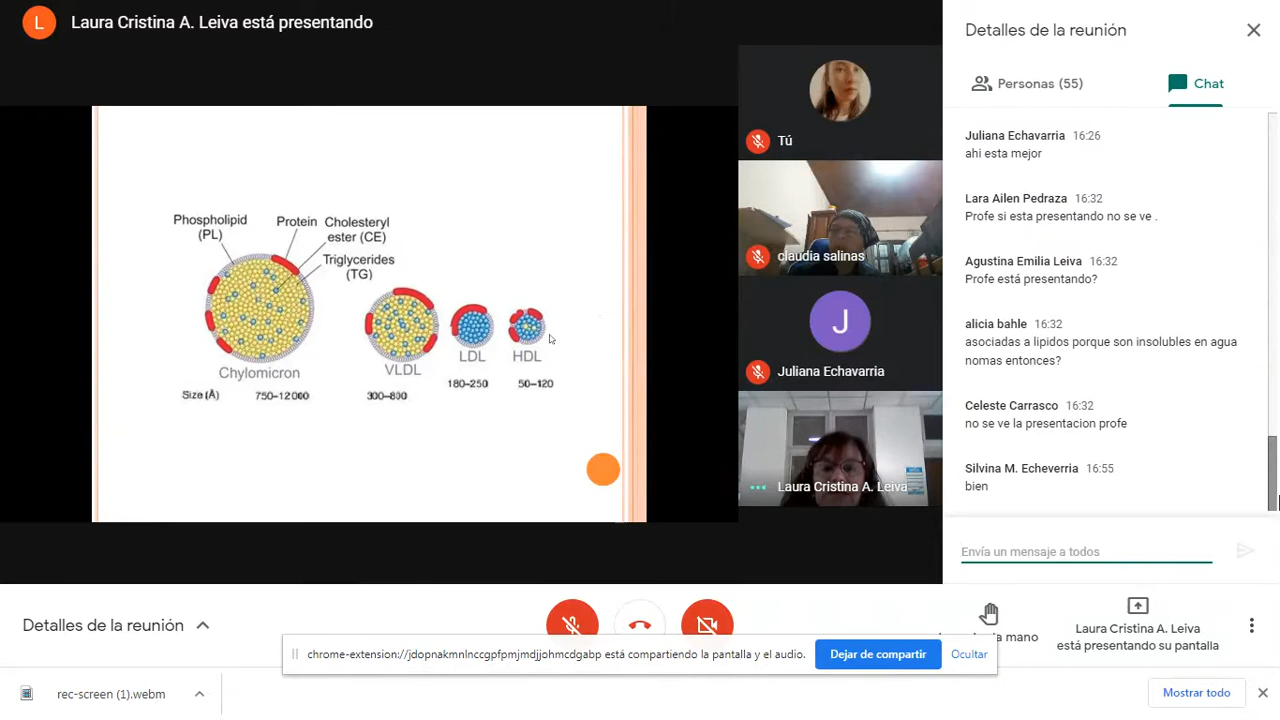 L
Laura Cristina A. Leiva está presentando
Phospholipid
(PL)
Protein
Cholesteryl
ester (CE)
Triglycerides
(TG)
Chylomicron
VLDL
LDL
HDL
Size (Å)
750–12 000
300–800
180–250
50–120
Tú
claudia salinas
J
Juliana Echavarria
Laura Cristina A. Leiva
Detalles de la reunión
Personas (55)
Chat
Juliana Echavarria 16:26
ahi esta mejor
Lara Ailen Pedraza 16:32
Profe si esta presentando no se ve .
Agustina Emilia Leiva 16:32
Profe está presentando?
alicia bahle 16:32
asociadas a lipidos porque son insolubles en agua
nomas entonces?
Celeste Carrasco 16:32
no se ve la presentacion profe
Silvina M. Echeverria 16:55
bien
Envía un mensaje a todos
Detalles de la reunión
la mano
Laura Cristina A. Leiva
está presentando su pantalla
chrome-extension://jdopnakmnlnccgpfpmjmdjjohmcdgabp está compartiendo la pantalla y el audio.
Dejar de compartir
Ocultar
rec-screen (1).webm
Mostrar todo